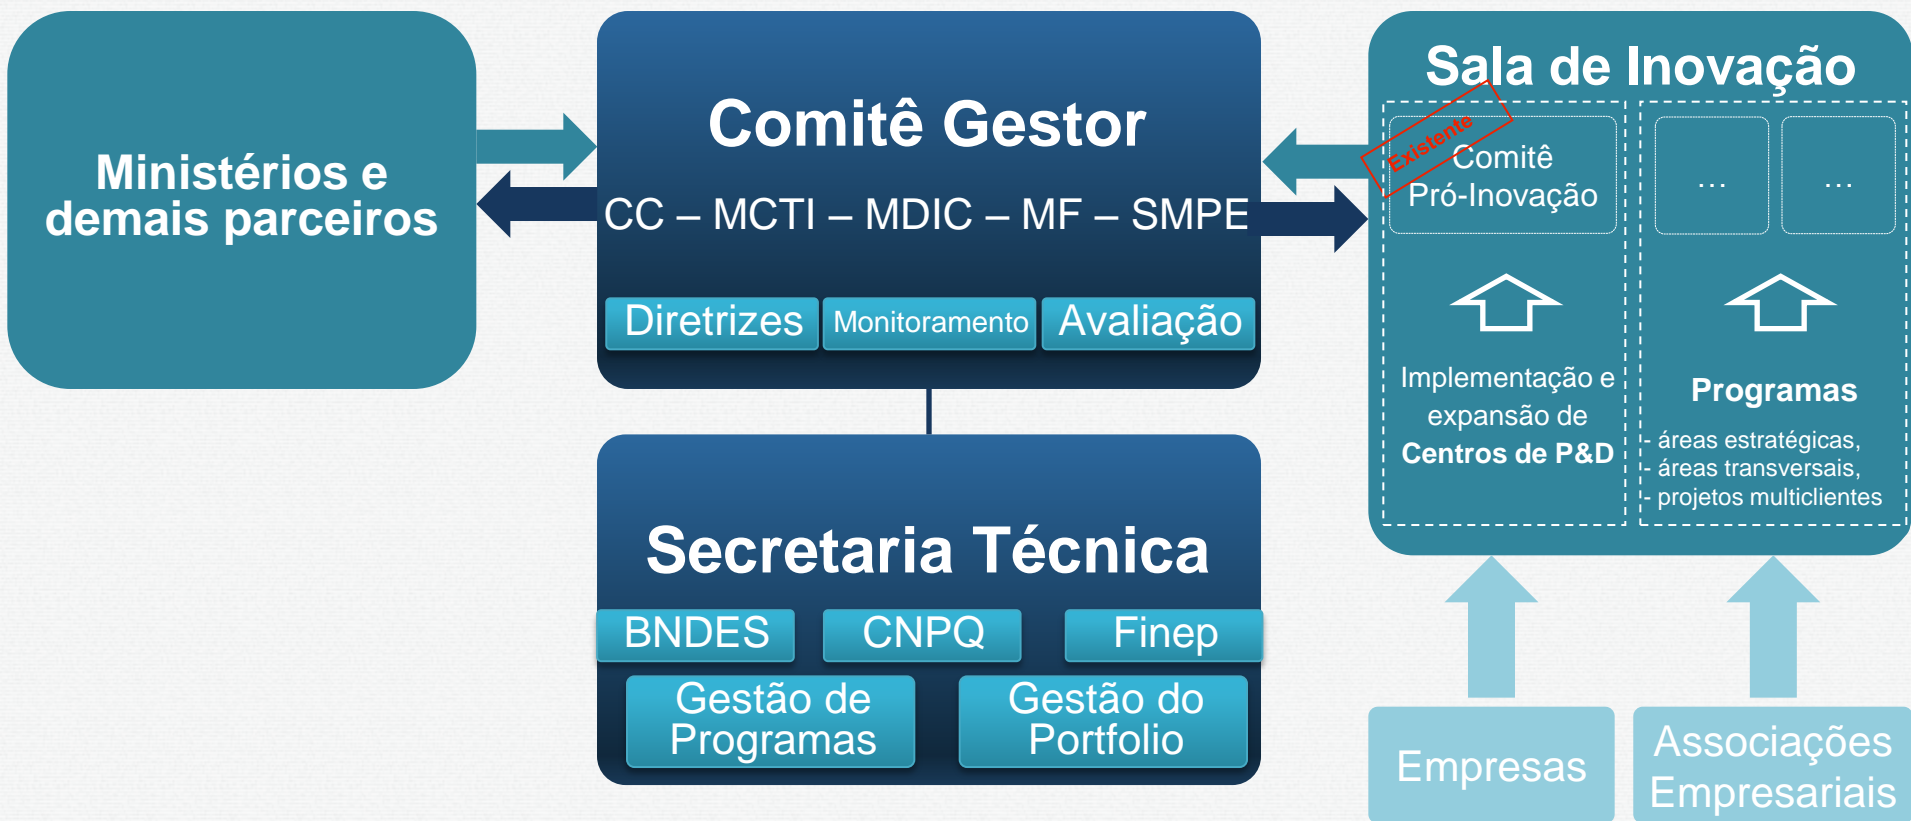 Ministérios e
demais parceiros
Comitê Gestor
CC – MCTI – MDIC – MF – SMPE
Diretrizes
Monitoramento
Avaliação
Secretaria Técnica
BNDES
CNPQ
Finep
Gestão de
Programas
Gestão do
Portfolio
Sala de Inovação
Existente
Comitê
Pró-Inovação
...
...
Implementação e
expansão de
Centros de P&D
Programas
- áreas estratégicas,
- áreas transversais,
- projetos multiclientes
Empresas
Associações
Empresariais